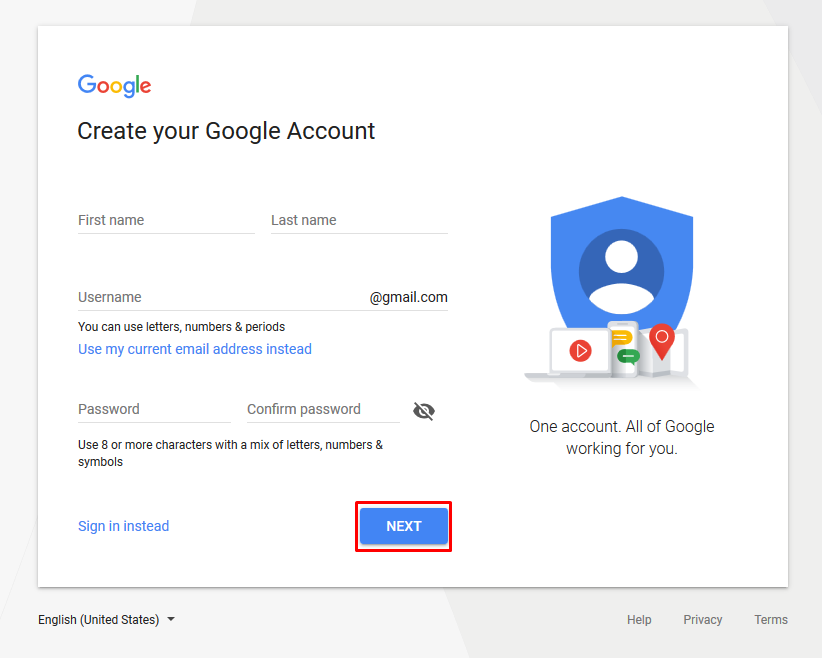 Google
Create your Google Account
First name
Last name
Username
@gmail.com
You can use letters, numbers & periods
Use my current email address instead
Password
Confirm password
Use 8 or more characters with a mix of letters, numbers &
symbols
Sign in instead
NEXT
One account. All of Google
working for you.
English (United States)
Help
Privacy
Terms